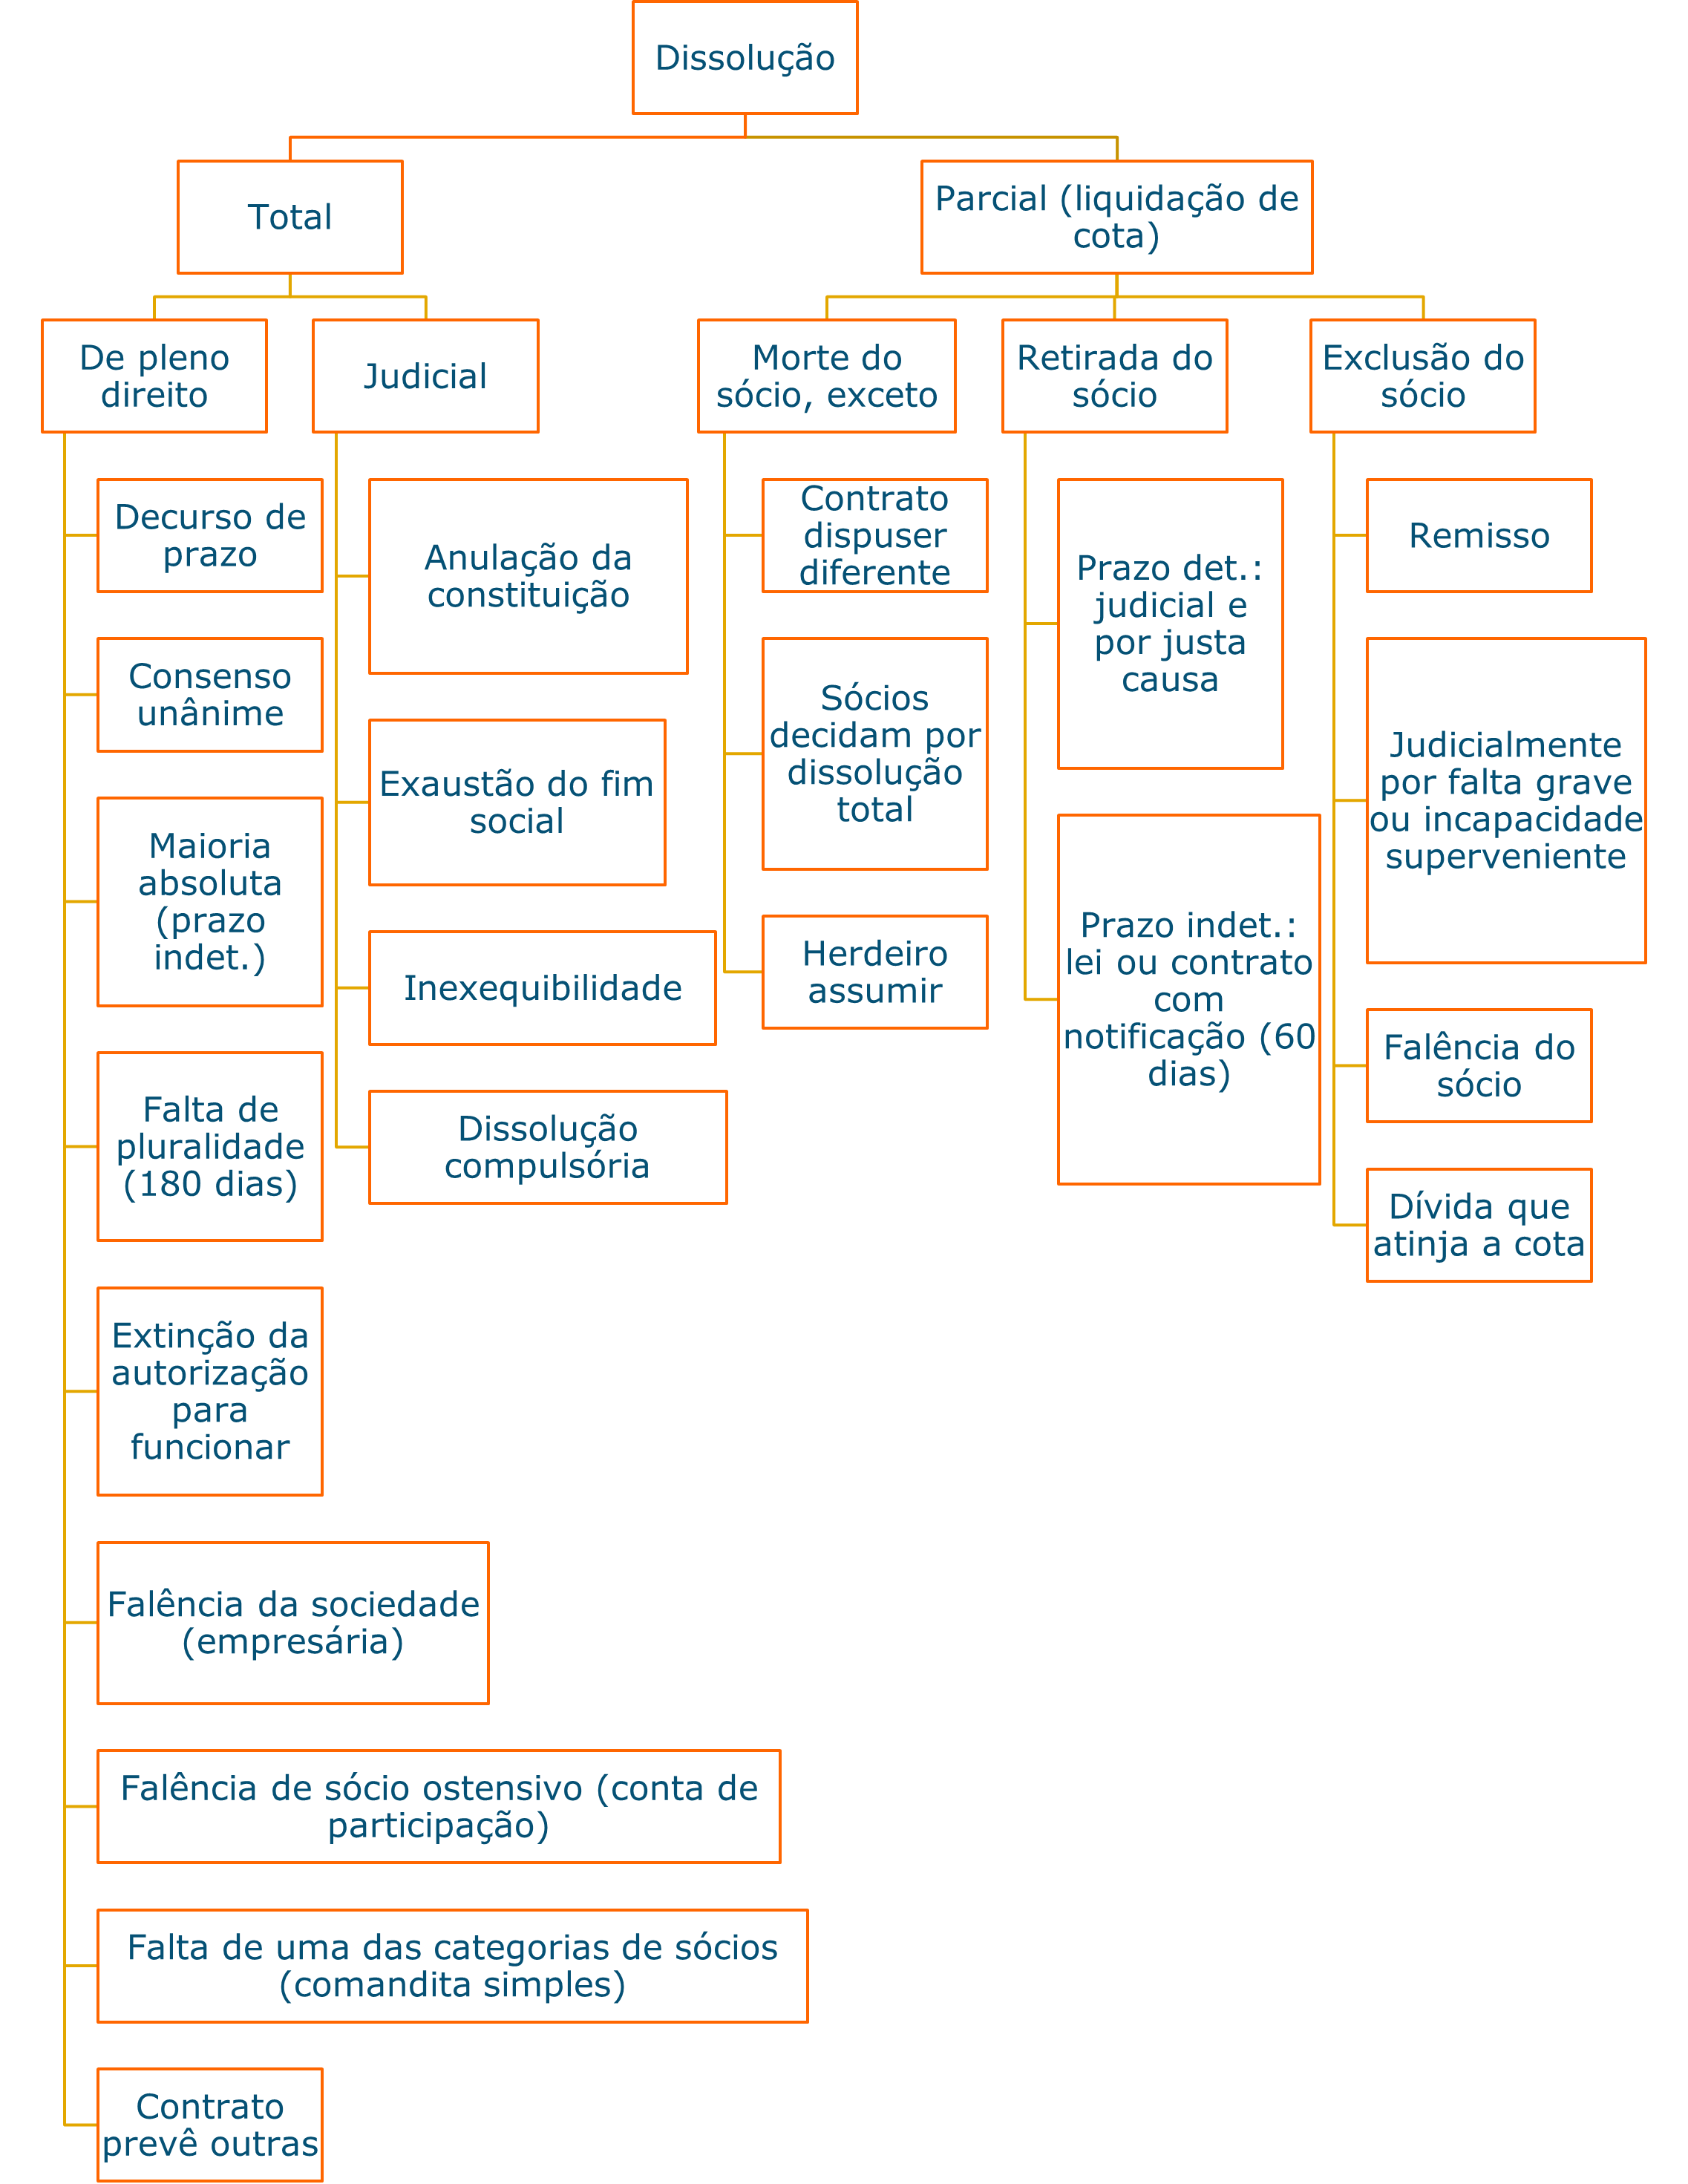 Dissolução
Total
De pleno
direito
Decurso de
prazo
Consenso
unânime
Maioria
absoluta
(prazo
indet.)
Falta de
pluralidade
(180 dias)
Extinção da
autorização
para
funcionar
Falência da sociedade
(empresária)
Falência de sócio ostensivo (conta de
participação)
Falta de uma das categorias de sócios
(comandita simples)
Contrato
prevê outras
Judicial
Anulação da
constituição
Exaustão do fim
social
Inexequibilidade
Dissolução
compulsória
Parcial (liquidação de
cota)
Morte do
sócio, exceto
Contrato
dispuser
diferente
Sócios
decidam por
dissolução
total
Herdeiro
assumir
Retirada do
sócio
Prazo det.:
judicial e
por justa
causa
Prazo indet.:
lei ou contrato
com
notificação (60
dias)
Exclusão do
sócio
Remisso
Judicialmente
por falta grave
ou incapacidade
superveniente
Falência do
sócio
Dívida que
atinja a cota